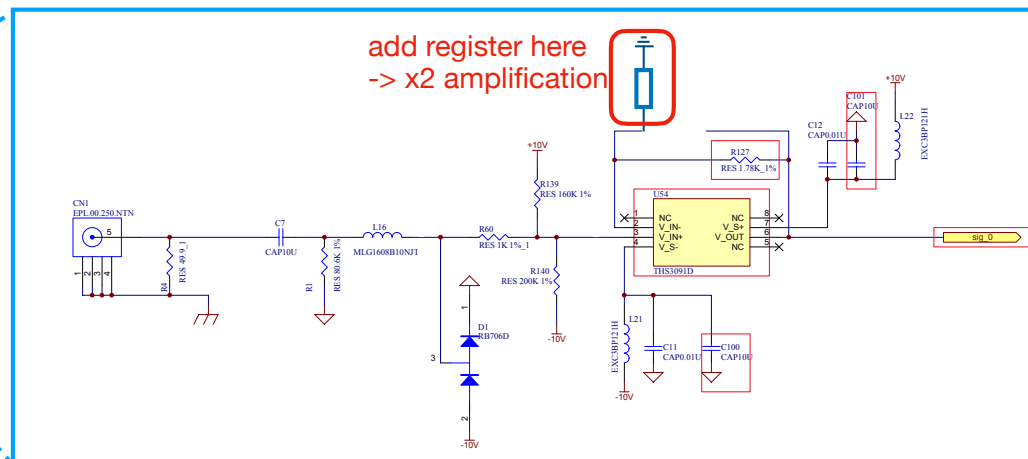 add register here
-> x2 amplification
+10V
C101
CAP10U
C12
CAP0.01U
L22
EXC3BP121H
+10V
R127
RES 1.78K_1%
R139
RES 160K 1%
CN1
EPL.00.250.NTN
5
1
2
3
4
R4
RES 49.9_1
C7
CAP10U
R1
RES 80.6K 1%
L16
MLG1608B10NJT
R60
RES 1K 1%_1
R140
RES 200K 1%
-10V
U54
1 NC
2 V_IN-
3 V_IN+
4 V_S-
NC 8
V_S+ 7
V_OUT 6
NC 5
THS3091D
sig_0
D1
RB706D
1
3
2
-10V
L21
EXC3BP121H
-10V
C11
CAP0.01U
C100
CAP10U